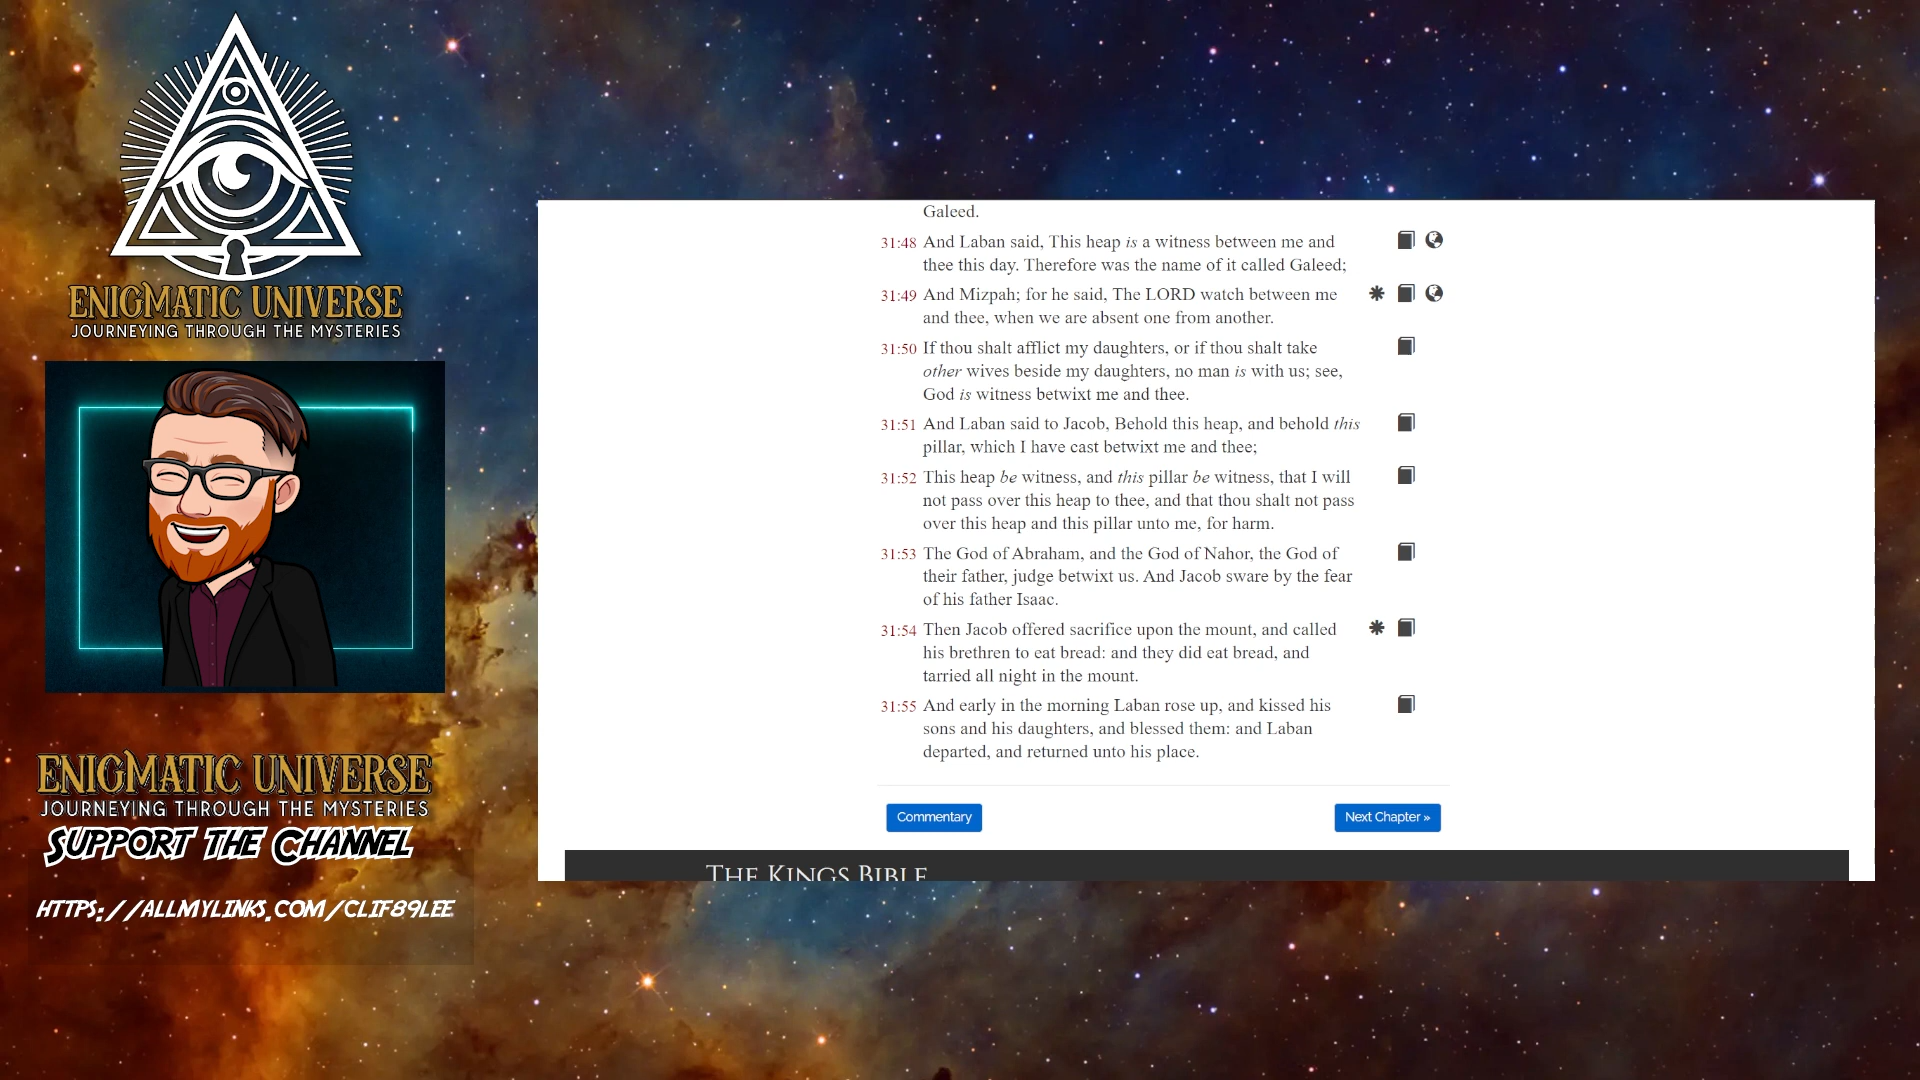 ENIGMATIC UNIVERSE
JOURNEYING THROUGH THE MYSTERIES
ENIGMATIC UNIVERSE
JOURNEYING THROUGH THE MYSTERIES
SUPPORT THE CHANNEL
HTTPS://ALLMYLINKS.COM/CLIF89LEE
Galeed.
31:48 And Laban said, This heap is a witness between me and
thee this day. Therefore was the name of it called Galeed;
31:49 And Mizpah; for he said, The LORD watch between me
and thee, when we are absent one from another.
31:50 If thou shalt afflict my daughters, or if thou shalt take
other wives beside my daughters, no man is with us; see,
God is witness betwixt me and thee.
31:51 And Laban said to Jacob, Behold this heap, and behold this
pillar, which I have cast betwixt me and thee;
31:52 This heap be witness, and this pillar be witness, that I will
not pass over this heap to thee, and that thou shalt not pass
over this heap and this pillar unto me, for harm.
31:53 The God of Abraham, and the God of Nahor, the God of
their father, judge betwixt us. And Jacob sware by the fear
of his father Isaac.
31:54 Then Jacob offered sacrifice upon the mount, and called
his brethren to eat bread: and they did eat bread, and
tarried all night in the mount.
31:55 And early in the morning Laban rose up, and kissed his
sons and his daughters, and blessed them: and Laban
departed, and returned unto his place.
Commentary
Next Chapter »
THE KINGS BIBLE